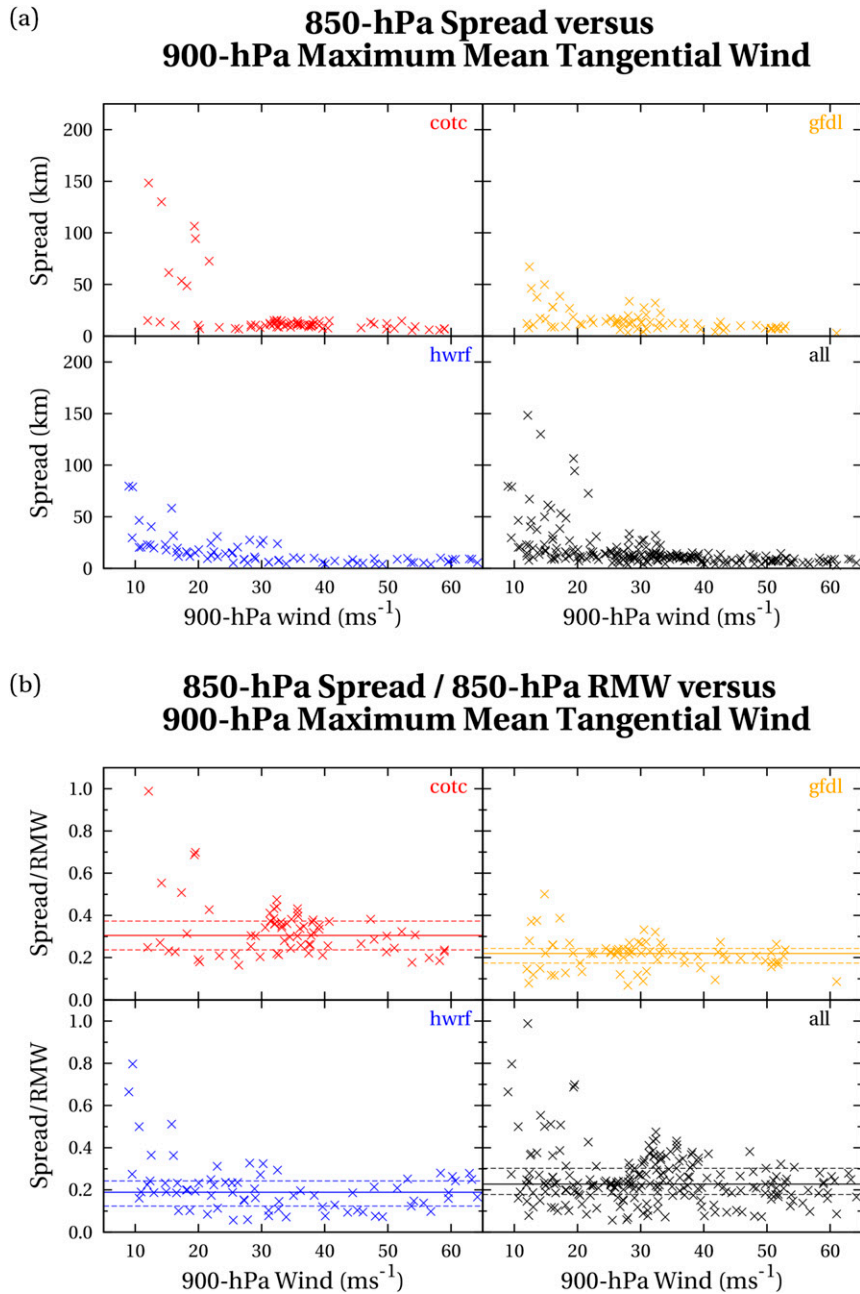 (a)
850-hPa Spread versus
900-hPa Maximum Mean Tangential Wind
200
150
100
50
0
Spread (km)
cotc
gfdl
200
150
100
50
0
Spread (km)
hwrf
all
10 20 30 40 50 60
10 20 30 40 50 60
900-hPa wind (ms⁻¹)
900-hPa wind (ms⁻¹)
(b)
850-hPa Spread / 850-hPa RMW versus
900-hPa Maximum Mean Tangential Wind
1.0
0.8
0.6
0.4
0.2
0.0
Spread/RMW
cotc
gfdl
1.0
0.8
0.6
0.4
0.2
0.0
Spread/RMW
hwrf
all
10 20 30 40 50 60
10 20 30 40 50 60
900-hPa Wind (ms⁻¹)
900-hPa Wind (ms⁻¹)